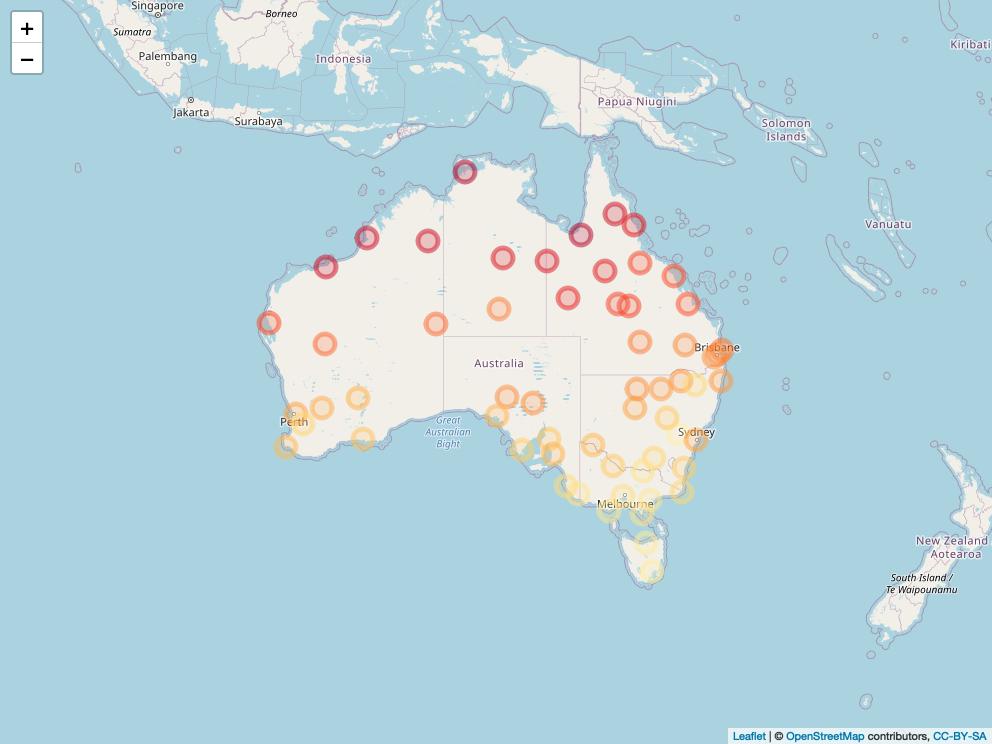 Singapore
Borneo
+
Sumatra
−
Kiribati
Palembang
Indonesia
Jakarta
Surabaya
Papua Niugini
Solomon
Islands
Vanuatu
Brisbane
Australia
Perth
Great
Australian
Bight
Sydney
Melbourne
New Zealand
Aotearoa
South Island /
Te Waipounamu
Leaflet | © OpenStreetMap contributors, CC-BY-SA